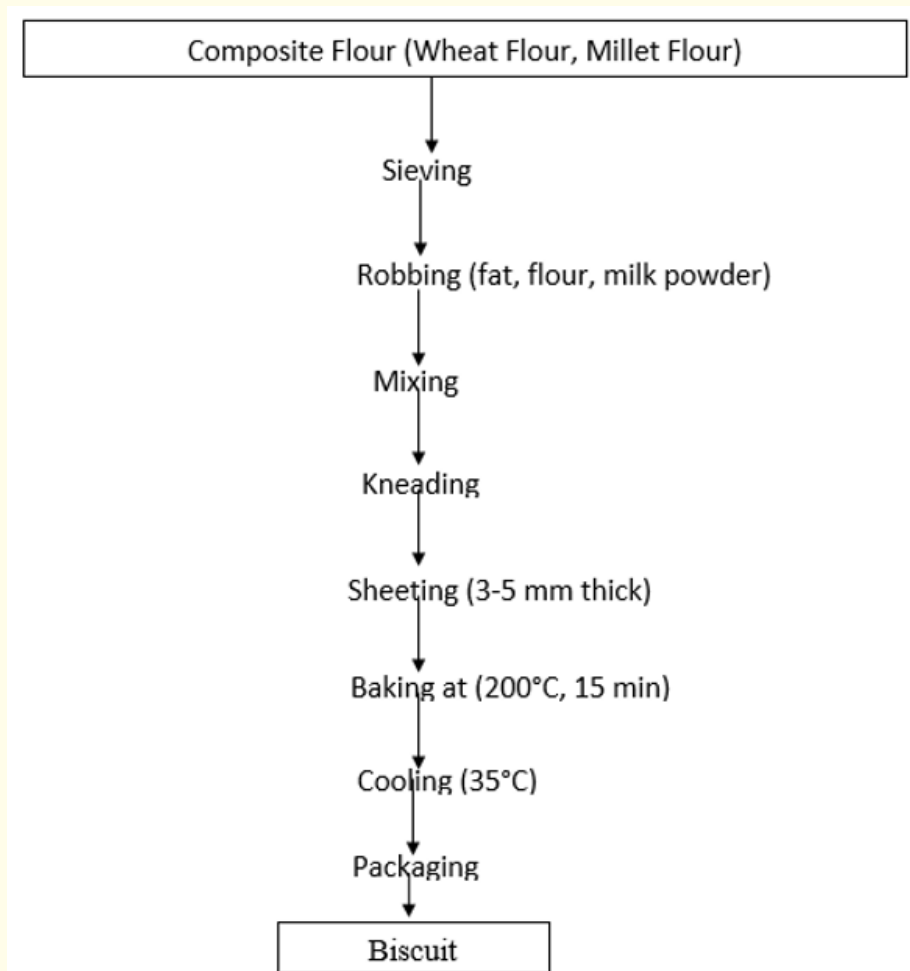 Composite Flour (Wheat Flour, Millet Flour)
Sieving
Robbing (fat, flour, milk powder)
Mixing
Kneading
Sheeting (3-5 mm thick)
Baking at (200°C, 15 min)
Cooling (35°C)
Packaging
Biscuit